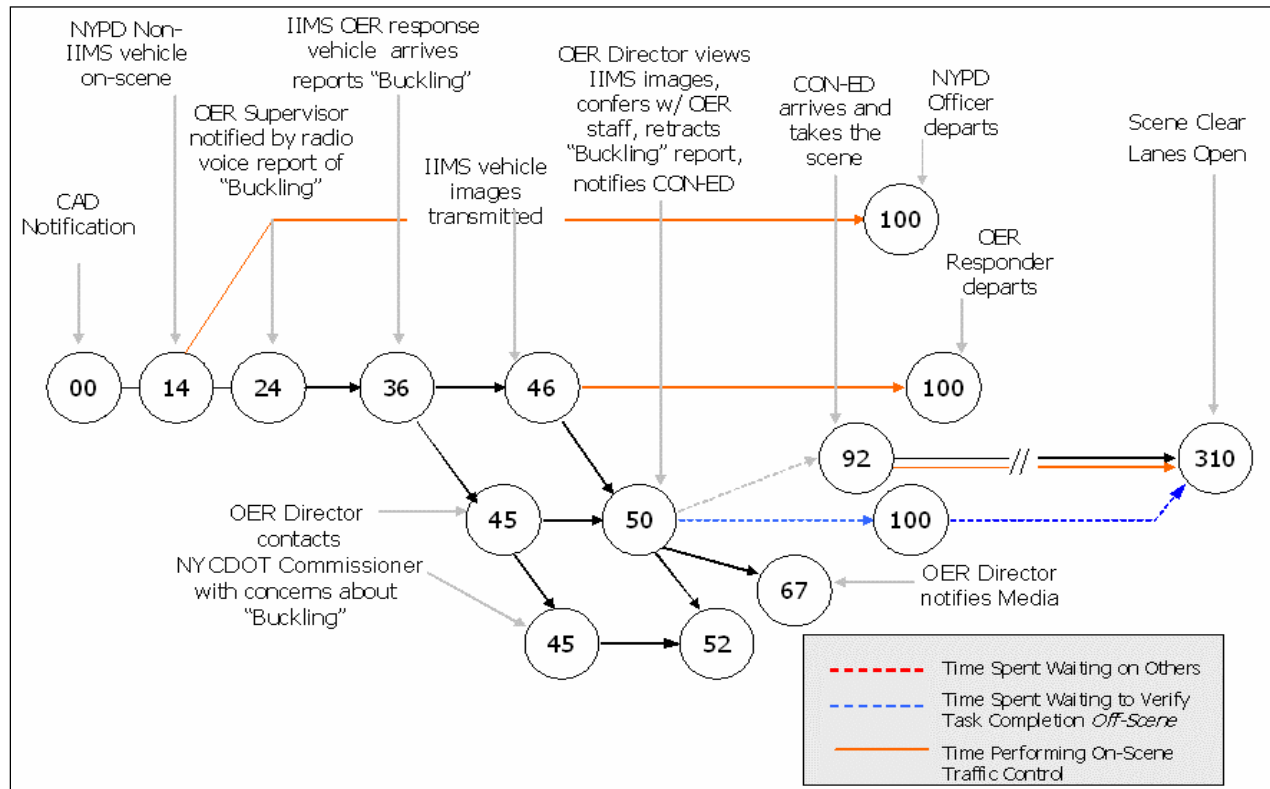 NYPD Non-
IIMS vehicle
on-scene
IIMS OER response
vehicle arrives
reports “Buckling”
OER Director views
IIMS images,
confers w/ OER
staff, retracts
“Buckling” report,
notifies CON-ED
CON-ED
arrives and
takes the
scene
NYPD
Officer
departs
Scene Clear
Lanes Open
OER Supervisor
notified by radio
voice report of
“Buckling”
IIMS vehicle
images
transmitted
CAD
Notification
100
OER
Responder
departs
00
14
24
36
46
100
92
310
OER Director
contacts
NYCDOT Commissioner
with concerns about
“Buckling”
45
50
100
67
OER Director
notifies Media
45
52
Time Spent Waiting on Others
Time Spent Waiting to Verify
Task Completion Off-Scene
Time Performing On-Scene
Traffic Control